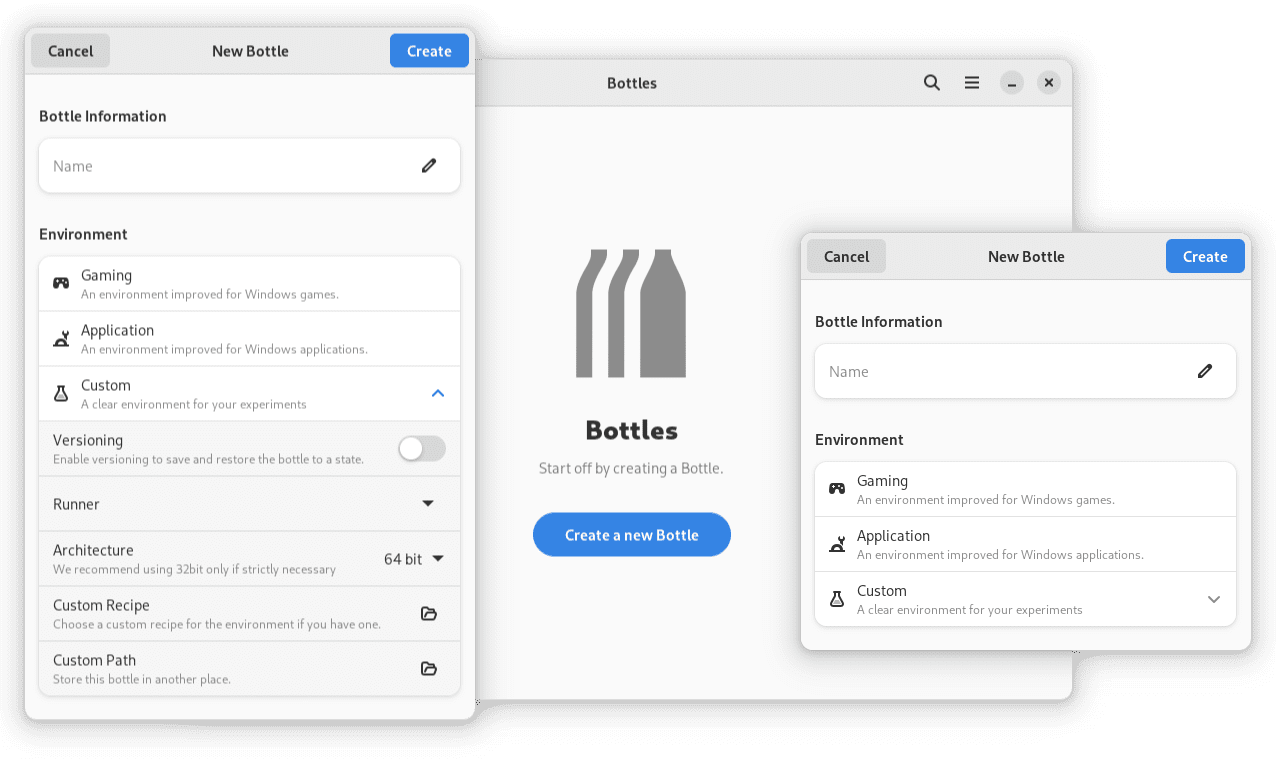 Cancel New Bottle Create
Bottle Information
Name
Environment
Gaming
An environment improved for Windows games.
Application
An environment improved for Windows applications.
Custom
A clear environment for your experiments
Versioning
Enable versioning to save and restore the bottle to a state.
Runner
Architecture
We recommend using 32bit only if strictly necessary
64 bit
Custom Recipe
Choose a custom recipe for the environment if you have one.
Custom Path
Store this bottle in another place.
Bottles
Bottles
Start off by creating a Bottle.
Create a new Bottle
Cancel New Bottle Create
Bottle Information
Name
Environment
Gaming
An environment improved for Windows games.
Application
An environment improved for Windows applications.
Custom
A clear environment for your experiments